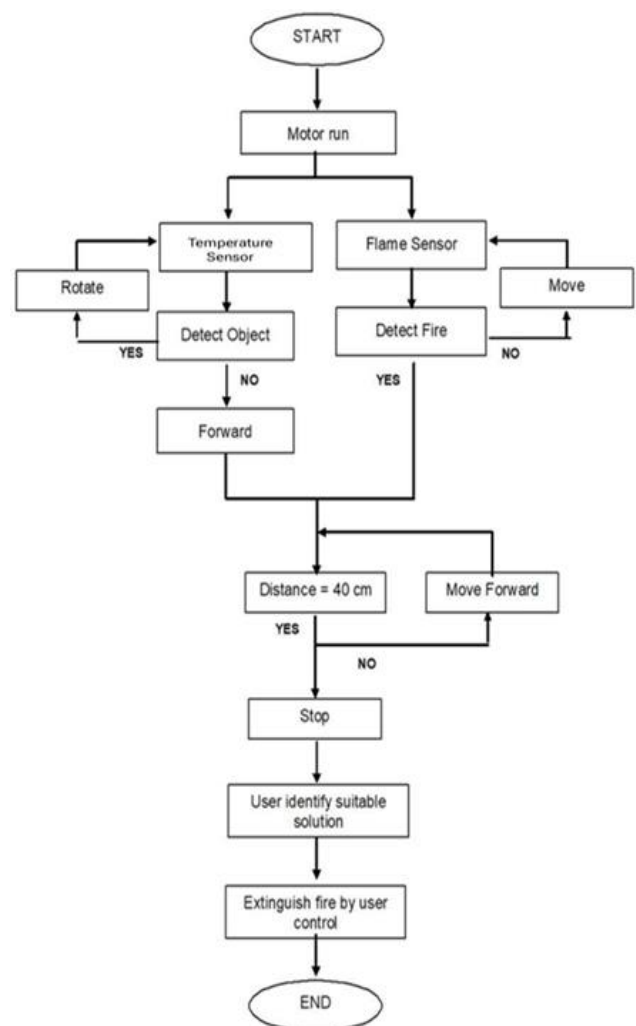 START
Motor run
Temperature
Sensor
Flame Sensor
Rotate
Move
Detect Object
Detect Fire
YES
NO
NO
YES
Forward
Distance = 40 cm
Move Forward
YES
NO
Stop
User identify suitable
solution
Extinguish fire by user
control
END